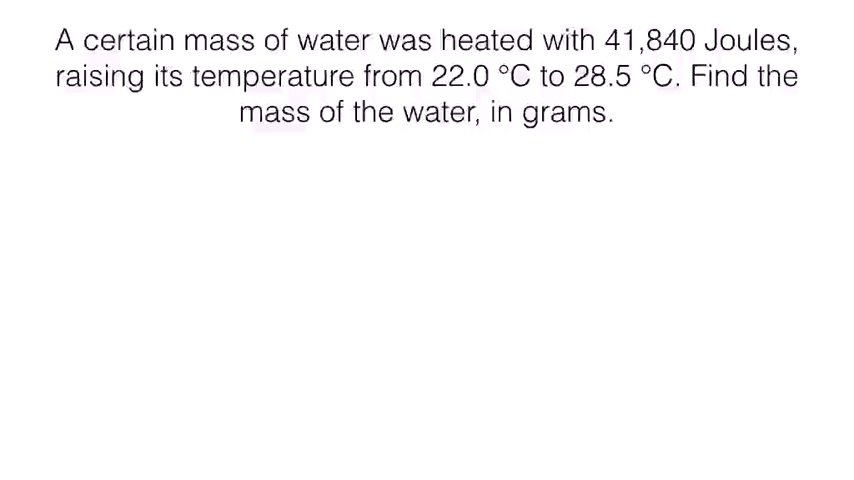 A certain mass of water was heated with 41,840 Joules,
raising its temperature from 22.0 °C to 28.5 °C. Find the
mass of the water, in grams.